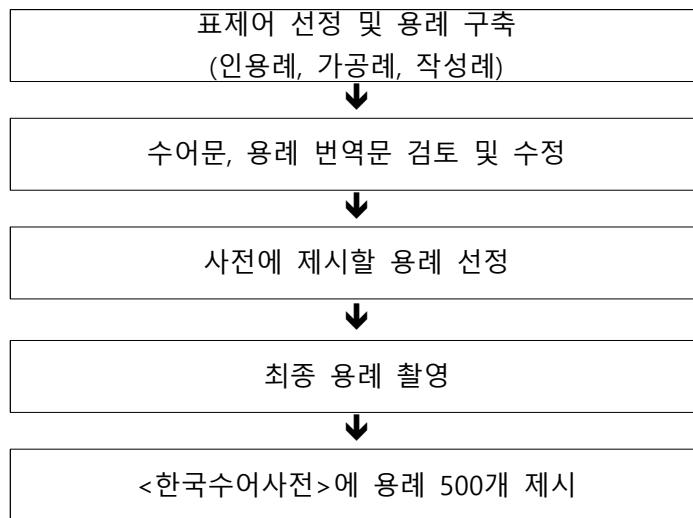 표제어 선정 및 용례 구축
(인용례, 가공례, 작성례)
수어문, 용례 번역문 검토 및 수정
사전에 제시할 용례 선정
최종 용례 촬영
<한국수어사전>에 용례 500개 제시